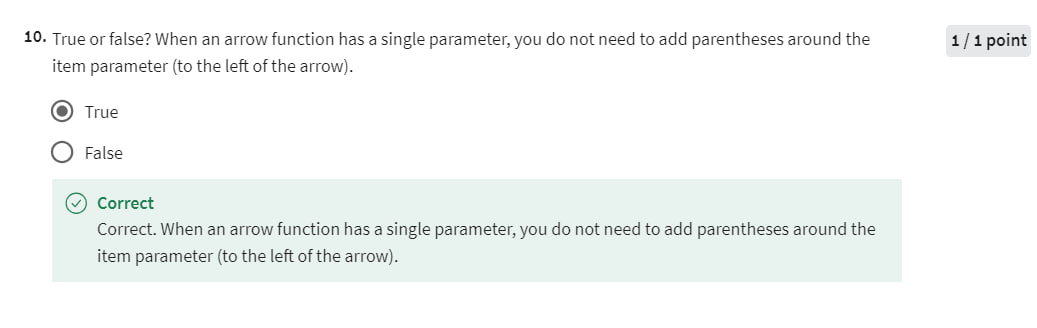 10. True or false? When an arrow function has a single parameter, you do not need to add parentheses around the
item parameter (to the left of the arrow).
1 / 1 point
True
False
Correct
Correct. When an arrow function has a single parameter, you do not need to add parentheses around the
item parameter (to the left of the arrow).